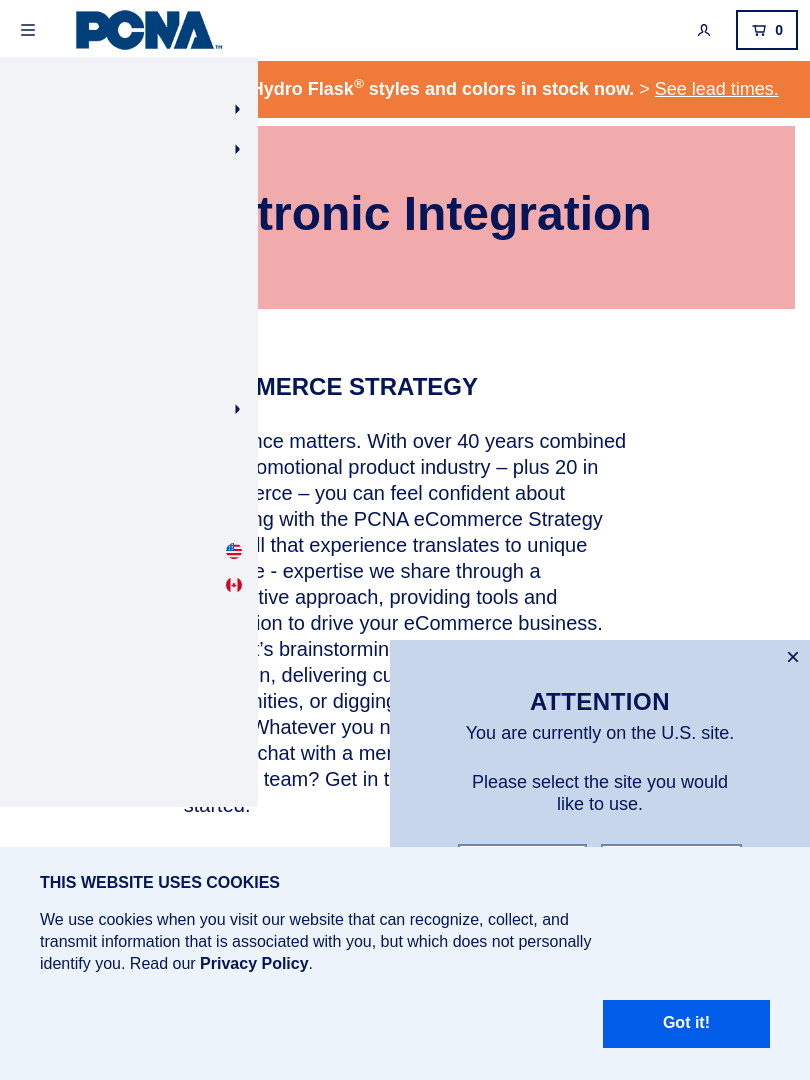 PCNA™
0
Hydro Flask® styles and colors in stock now. > See lead times.
tronic Integration
MERCE STRATEGY
nce matters. With over 40 years combined
omotional product industry – plus 20 in
erce – you can feel confident about
ng with the PCNA eCommerce Strategy
ll that experience translates to unique
e - expertise we share through a
tive approach, providing tools and
ion to drive your eCommerce business.
t’s brainstorming
n, delivering cu
nities, or digging
Whatever you n
chat with a mem
team? Get in t
started.
×
ATTENTION
You are currently on the U.S. site.
Please select the site you would
like to use.
THIS WEBSITE USES COOKIES
We use cookies when you visit our website that can recognize, collect, and
transmit information that is associated with you, but which does not personally
identify you. Read our Privacy Policy.
Got it!